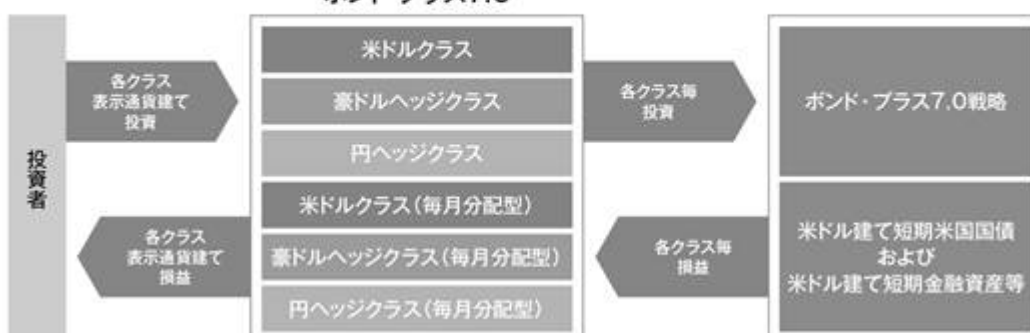 投資者
各クラス
表示通貨建て
投資
米ドルクラス
豪ドルヘッジクラス
円ヘッジクラス
米ドルクラス(毎月分配型)
豪ドルヘッジクラス(毎月分配型)
円ヘッジクラス(毎月分配型)
各クラス毎
投資
ボンド・プラス7.0戦略
米ドル建て短期米国国債
および
米ドル建て短期金融資産等
各クラス毎
損益
各クラス
表示通貨建て
損益